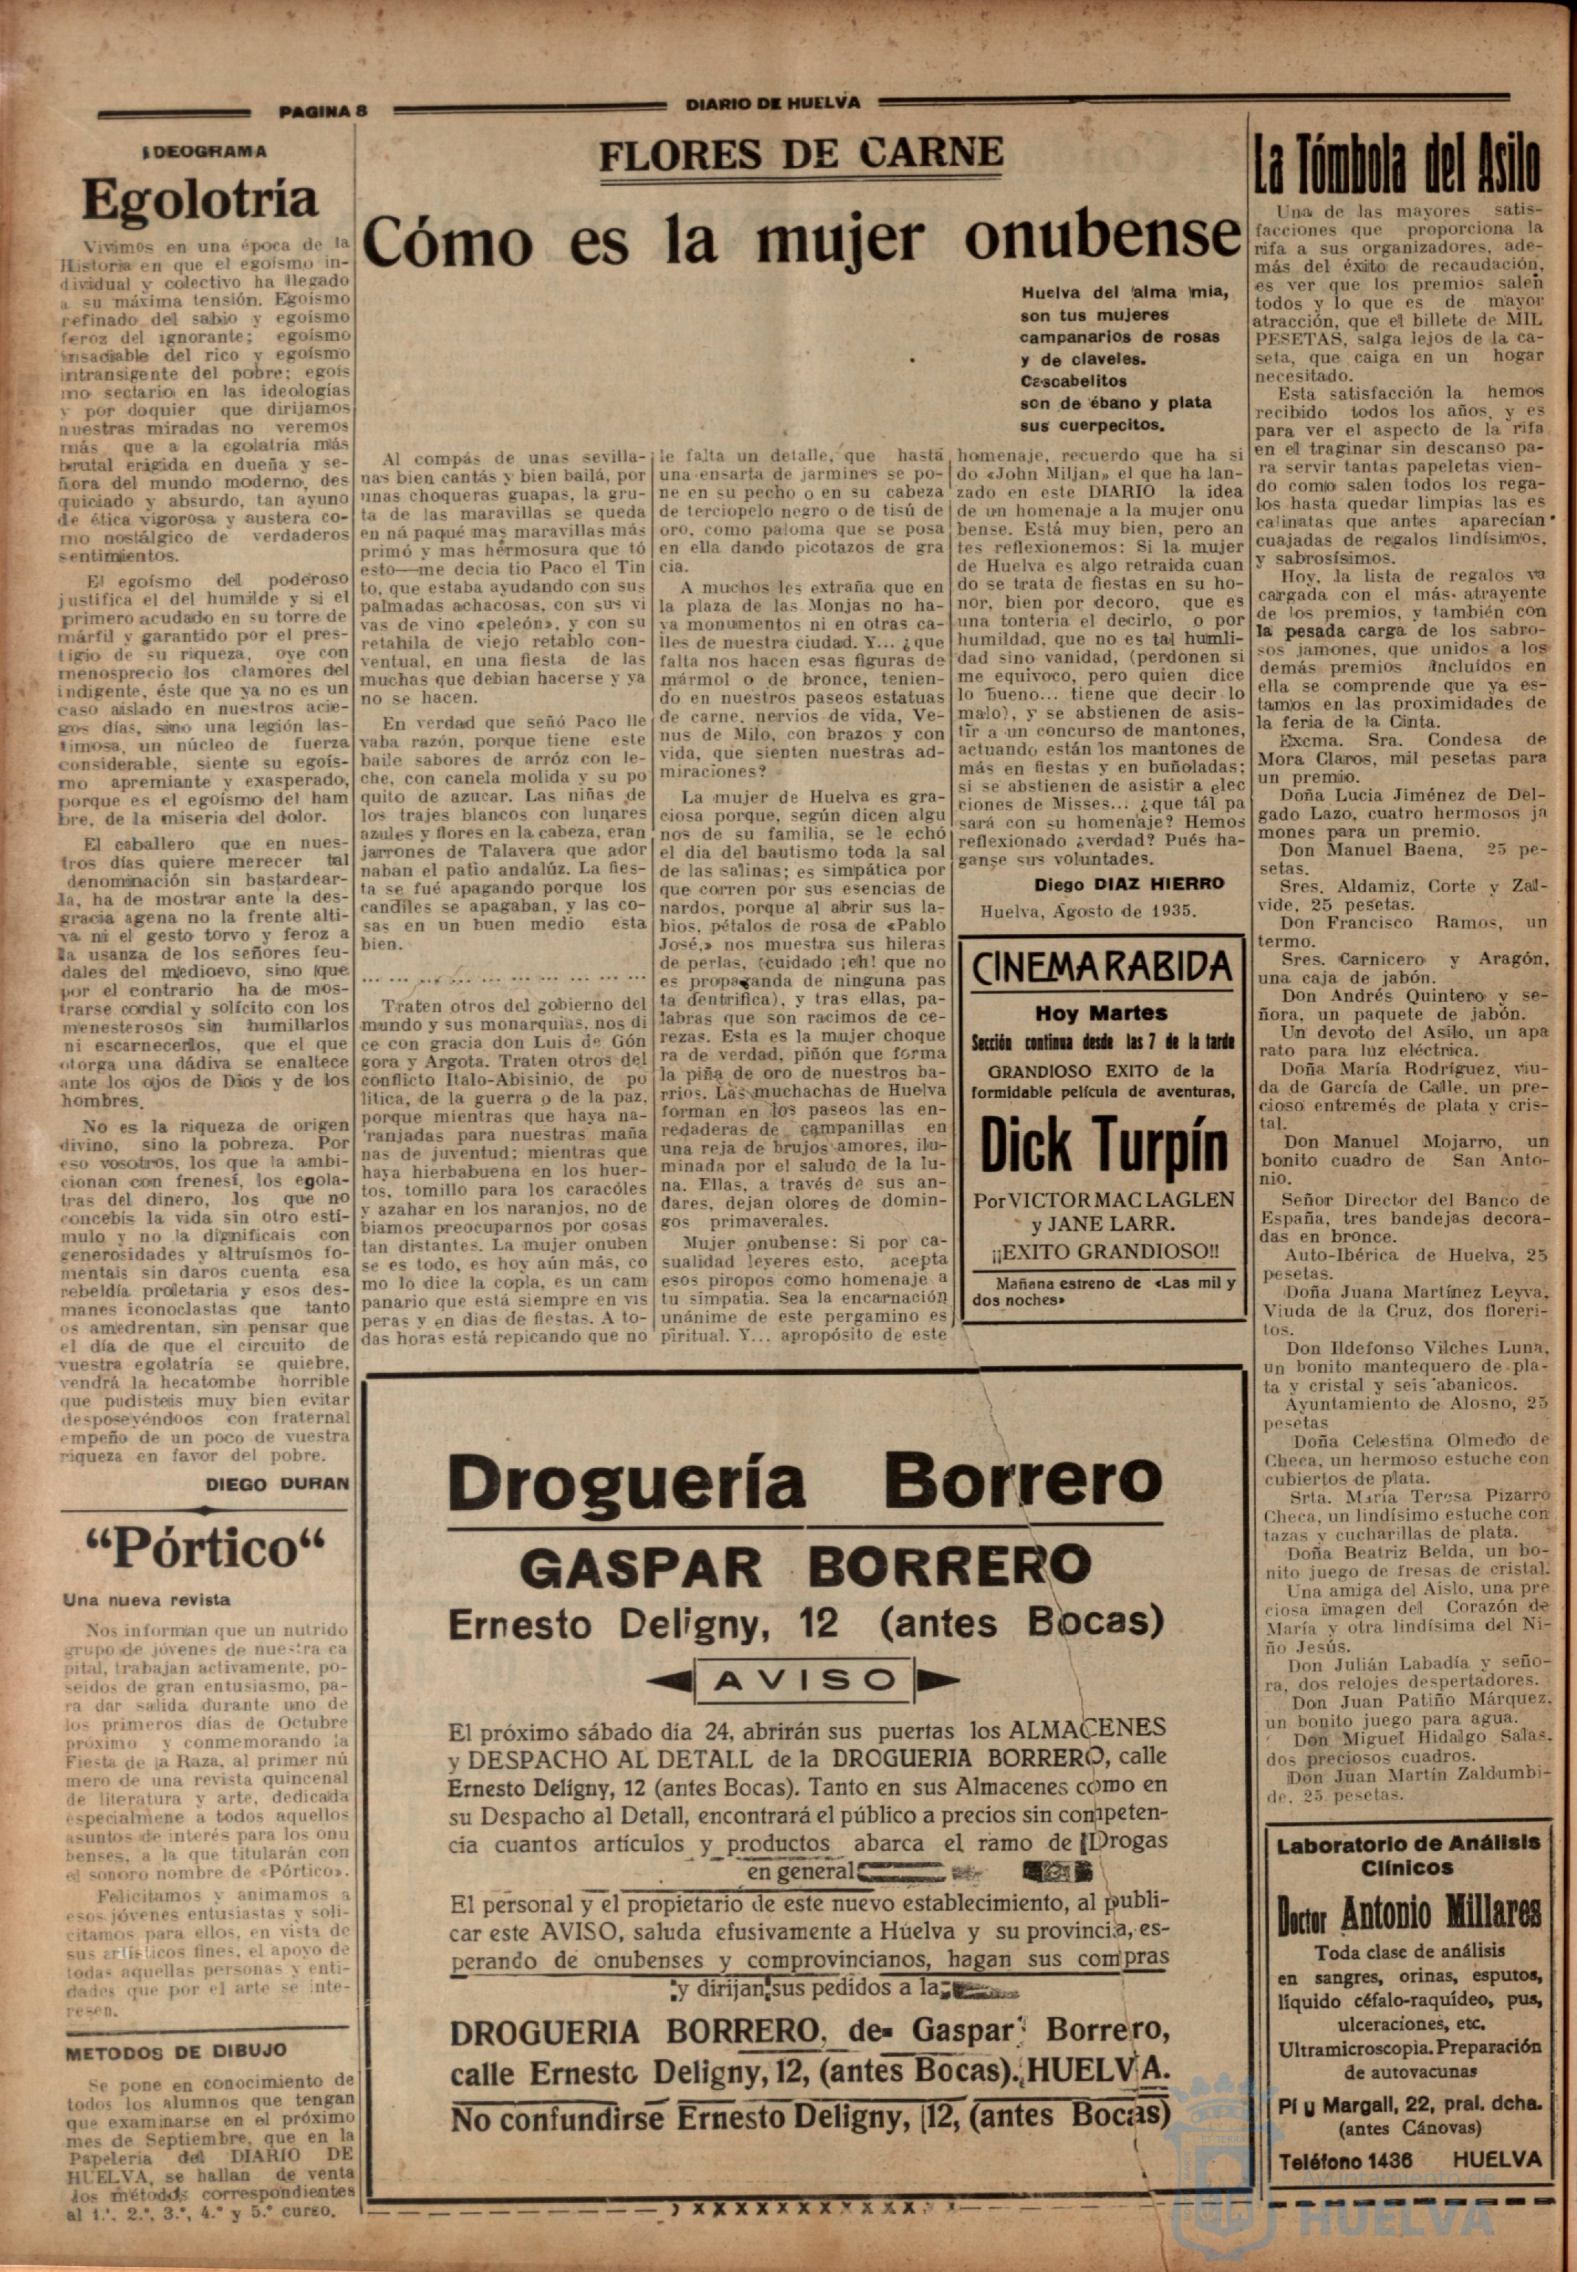 PAGINA 8
DIARIO DE HUELVA
IDEOGRAMA
Egolotría
Vivimos en una época de la
Historia en que el egoísmo in-
dividual y colectivo ha llegado
a su máxima tensión. Egoismo
refinado del sabio y egoismo
feroz del ignorante; egoismo
insaciable del rico y egoísmo
intransigente del pobre; egois
mo sectario en las ideologías
y por doquier que dirijamos
nuestras miradas no veremos
más que a la egolatría más
brutal erigida en dueña y se-
ñora del mundo moderno, des
quiciado y absurdo, tan ayuno
de ética vigorosa y austera co-
mo nostálgico de verdaderos
sentimientos.
El egoísmo del poderoso
justifica el del humilde y si el
primero acudado en su torre de
márfil y garantido por el pres-
tigio de su riqueza, oye con
menosprecio los clamores del
indigente, éste que ya no es un
caso aislado en nuestros acie-
gos días, sino una legión las-
timosa, un núcleo de fuerza
considerable, siente su egoís-
mo apremiante y exasperado,
porque es el egoísmo del ham
bre, de la miseria del dolor.
El caballero que en nues-
tros días quiere merecer tal
denominación sin bastardear-
la, ha de mostrar ante la des-
gracia agena no la frente alti-
va ni el gesto torvo y feroz a
la usanza de los señores feu-
dales del medioevo, sino que
por el contrario ha de mos-
trarse cordial y solícito con los
menesterosos sin humillarlos
ni escarnecerlos, que el que
otorga una dádiva se enaltece
ante los ojos de Dios y de los
hombres.
No es la riqueza de origen
divino, sino la pobreza. Por
eso vosotros, los que la ambi-
cionan con frenesí, los egola-
tras del dinero, los que no
concebis la vida sin otro estí-
mulo y no la dignificais con
generosidades y altruísmos fo-
mentais sin daros cuenta esa
rebeldía proletaria y esos des-
manes iconoclastas que tanto
os amedrentan, sin pensar que
el día de que el circuito de
vuestra egolatría se quiebre,
vendrá la hecatombe horrible
que pudisteis muy bien evitar
desposeyéndoos con fraternal
empeño de un poco de vuestra
riqueza en favor del pobre.
DIEGO DURAN
“Pórtico“
Una nueva revista
Nos informan que un nutrido
grupo de jóvenes de nuestra ca
pital, trabajan activamente, po-
seidos de gran entusiasmo, pa-
ra dar salida durante uno de
los primeros días de Octubre
próximo y conmemorando la
Fiesta de la Raza, al primer nú
mero de una revista quincenal
de literatura y arte, dedicada
especialmene a todos aquellos
asuntos de interés para los onu
benses, a la que titularán con
el sonoro nombre de «Pórtico».
Felicitamos y animamos a
esos jóvenes entusiastas y soli-
citamos para ellos, en vista de
sus artísticos fines, el apoyo de
todas aquellas personas y enti-
dades que por el arte se inte-
resen.
METODOS DE DIBUJO
Se pone en conocimiento de
todos los alumnos que tengan
que examinarse en el próximo
mes de Septiembre, que en la
Papelería del DIARIO DE
HUELVA, se hallan de venta
los métodos correspondientes
al 1.º, 2.º, 3.º, 4.º y 5.º curso.
FLORES DE CARNE
Cómo es la mujer onubense
Huelva del alma mia,
son tus mujeres
campanarios de rosas
y de claveles.
Cascabelitos
son de ébano y plata
sus cuerpecitos.
Al compás de unas sevilla-
nas bien cantás y bien bailá, por
unas choqueras guapas, la gru-
ta de las maravillas se queda
en ná paqué mas maravillas más
primó y mas hermosura que tó
esto—me decia tio Paco el Tin
to, que estaba ayudando con sus
palmadas achacosas, con sus vi
vas de vino «peleón», y con su
retahila de viejo retablo con-
ventual, en una fiesta de las
muchas que debian hacerse y ya
no se hacen.
En verdad que señó Paco lle
vaba razón, porque tiene este
baile sabores de arróz con le-
che, con canela molida y su po
quito de azucar. Las niñas de
los trajes blancos con lunares
azules y flores en la cabeza, eran
jarrones de Talavera que ador
naban el patio andalúz. La fies-
ta se fué apagando porque los
candiles se apagaban, y las co-
sas en un buen medio esta
bien.
... ... ... ... ... ... ... ... ... ...
Traten otros del gobierno del
mundo y sus monarquías, nos di
ce con gracia don Luis de Gón
gora y Argota. Traten otros del
conflicto Italo-Abisinio, de po
litica, de la guerra o de la paz,
porque mientras que haya na-
ranjadas para nuestras maña
nas de juventud; mientras que
haya hierbabuena en los huer-
tos, tomillo para los caracóles
y azahar en los naranjos, no de
biamos preocuparnos por cosas
tan distantes. La mujer onuben
se es todo, es hoy aún más, co
mo lo dice la copla, es un cam
panario que está siempre en vis
peras y en dias de fiestas. A to-
das horas está repicando que no
le falta un detalle, que hasta
una ensarta de jarmines se po-
ne en su pecho o en su cabeza
de terciopelo negro o de tisú de
oro, como paloma que se posa
en ella dando picotazos de gra
cia.
A muchos les extraña que en
la plaza de las Monjas no ha-
ya monumentos ni en otras ca-
lles de nuestra ciudad. Y... ¿que
falta nos hacen esas figuras de
mármol o de bronce, tenien-
do en nuestros paseos estatuas
de carne, nervios de vida, Ve-
nus de Milo, con brazos y con
vida, que sienten nuestras ad-
miraciones?
La mujer de Huelva es gra-
ciosa porque, según dicen algu
nos de su familia, se le echó
el dia del bautismo toda la sal
de las salinas; es simpática por
que corren por sus esencias de
nardos, porque al abrir sus la-
bios, pétalos de rosa de «Pablo
José,» nos muestra sus hileras
de perlas, (cuidado ¡eh! que no
es propaganda de ninguna pas
ta dentrifica), y tras ellas, pa-
labras que son racimos de ce-
rezas. Esta es la mujer choque
ra de verdad, piñón que forma
la piña de oro de nuestros ba-
rrios. Las muchachas de Huelva
forman en los paseos las en-
redaderas de campanillas en
una reja de brujos amores, ilu-
minada por el saludo de la lu-
na. Ellas, a través de sus an-
dares, dejan olores de domin-
gos primaverales.
Mujer onubense: Si por ca-
sualidad leyeres esto, acepta
esos piropos como homenaje a
tu simpatia. Sea la encarnación
unánime de este pergamino es
piritual. Y... apropósito de este
homenaje, recuerdo que ha si
do «John Miljan» el que ha lan-
zado en este DIARIO la idea
de un homenaje a la mujer onu
bense. Está muy bien, pero an
tes reflexionemos: Si la mujer
de Huelva es algo retraida cuan
do se trata de fiestas en su ho-
nor, bien por decoro, que es
una tonteria el decirlo, o por
humildad, que no es tal humli-
dad sino vanidad, (perdonen si
me equivoco, pero quien dice
lo bueno... tiene que decir lo
malo), y se abstienen de asis-
tir a un concurso de mantones,
actuando están los mantones de
más en fiestas y en buñoladas;
si se abstienen de asistir a elec
ciones de Misses... ¿que tál pa
sará con su homenaje? Hemos
reflexionado ¿verdad? Pués ha-
ganse sus voluntades.
Diego DIAZ HIERRO
Huelva, Agosto de 1935.
CINEMA RABIDA
Hoy Martes
Sección continua desde las 7 de la tarde
GRANDIOSO EXITO de la
formidable película de aventuras,
Dick Turpín
Por VICTOR MAC LAGLEN
y JANE LARR.
¡¡EXITO GRANDIOSO!!
Mañana estreno de «Las mil y
dos noches»
Droguería Borrero
GASPAR BORRERO
Ernesto Deligny, 12 (antes Bocas)
AVISO
El próximo sábado día 24, abrirán sus puertas los ALMACENES
y DESPACHO AL DETALL de la DROGUERIA BORRERO, calle
Ernesto Deligny, 12 (antes Bocas). Tanto en sus Almacenes como en
su Despacho al Detall, encontrará el público a precios sin competen-
cia cuantos artículos y productos abarca el ramo de Drogas
en general
El personal y el propietario de este nuevo establecimiento, al publi-
car este AVISO, saluda efusivamente a Huelva y su provincia, es-
perando de onubenses y comprovincianos, hagan sus compras
y dirijan sus pedidos a la
DROGUERIA BORRERO, de Gaspar Borrero,
calle Ernesto Deligny, 12, (antes Bocas). HUELVA.
No confundirse Ernesto Deligny, 12, (antes Bocas)
XXXXXXXXXXX
La Tómbola del Asilo
Una de las mayores satis-
facciones que proporciona la
rifa a sus organizadores, ade-
más del éxito de recaudación,
es ver que los premios salen
todos y lo que es de mayor
atracción, que el billete de MIL
PESETAS, salga lejos de la ca-
seta, que caiga en un hogar
necesitado.
Esta satisfacción la hemos
recibido todos los años, y es
para ver el aspecto de la rifa
en el traginar sin descanso pa-
ra servir tantas papeletas vien-
do como salen todos los rega-
los hasta quedar limpias las es
calinatas que antes aparecían
cuajadas de regalos lindísimos,
y sabrosísimos.
Hoy, la lista de regalos va
cargada con el más atrayente
de los premios, y también con
la pesada carga de los sabro-
sos jamones, que unidos a los
demás premios incluídos en
ella se comprende que ya es-
tamos en las proximidades de
la feria de la Cinta.
Excma. Sra. Condesa de
Mora Claros, mil pesetas para
un premio.
Doña Lucia Jiménez de Del-
gado Lazo, cuatro hermosos ja
mones para un premio.
Don Manuel Baena, 25 pe-
setas.
Sres. Aldamiz, Corte y Zal-
vide, 25 pesetas.
Don Francisco Ramos, un
termo.
Sres. Carnicero y Aragón,
una caja de jabón.
Don Andrés Quintero y se-
ñora, un paquete de jabón.
Un devoto del Asilo, un apa
rato para luz eléctrica.
Doña María Rodríguez, viu-
da de García de Calle, un pre-
cioso entremés de plata y cris-
tal.
Don Manuel Mojarro, un
bonito cuadro de San Anto-
nio.
Señor Director del Banco de
España, tres bandejas decora-
das en bronce.
Auto-Ibérica de Huelva, 25
pesetas.
Doña Juana Martínez Leyva,
Viuda de la Cruz, dos floreri-
tos.
Don Ildefonso Vilches Luna,
un bonito mantequero de pla-
ta y cristal y seis abanicos.
Ayuntamiento de Alosno, 25
pesetas
Doña Celestina Olmedo de
Checa, un hermoso estuche con
cubiertos de plata.
Srta. María Teresa Pizarro
Checa, un lindísimo estuche con
tazas y cucharillas de plata.
Doña Beatriz Belda, un bo-
nito juego de fresas de cristal.
Una amiga del Aislo, una pre
ciosa imagen del Corazón de
María y otra lindísima del Ni-
ño Jesús.
Don Julián Labadía y seño-
ra, dos relojes despertadores.
Don Juan Patiño Márquez,
un bonito juego para agua.
Don Miguel Hidalgo Salas,
dos preciosos cuadros.
Don Juan Martín Zaldumbi-
de, 25 pesetas.
Laboratorio de Análisis
Clínicos
Doctor Antonio Millares
Toda clase de análisis
en sangres, orinas, esputos,
líquido céfalo-raquídeo, pus,
ulceraciones, etc.
Ultramicroscopia. Preparación
de autovacunas
Pi y Margall, 22, pral. dcha.
(antes Cánovas)
Teléfono 1436 HUELVA
Ayuntamiento de
HUELVA